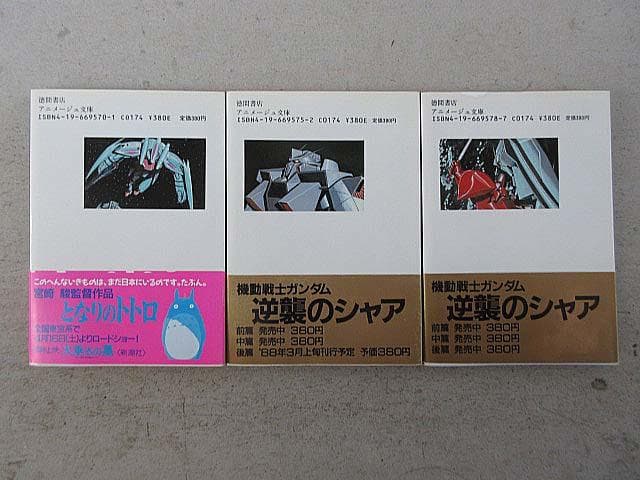 徳間書店
アニメージュ文庫
ISBN4-19-669570-1 C0174 ¥380E 定価380円
このへんないきものは、まだ日本にいるのです。たぶん。
宮崎 駿監督作品
となりのトトロ
全国東宝系で
4月16日(土)よりロードショー!
〈新潮社〉
徳間書店
アニメージュ文庫
ISBN4-19-669575-2 C0174 ¥380E 定価380円
機動戦士ガンダム
逆襲のシャア
前篇 発売中 380円
中篇 発売中 380円
後篇 '88年3月上旬刊行予定 予価380円
徳間書店
アニメージュ文庫
ISBN4-19-669578-7 C0174 ¥380E 定価380円
機動戦士ガンダム
逆襲のシャア
前篇 発売中 380円
中篇 発売中 380円
後篇 発売中 380円